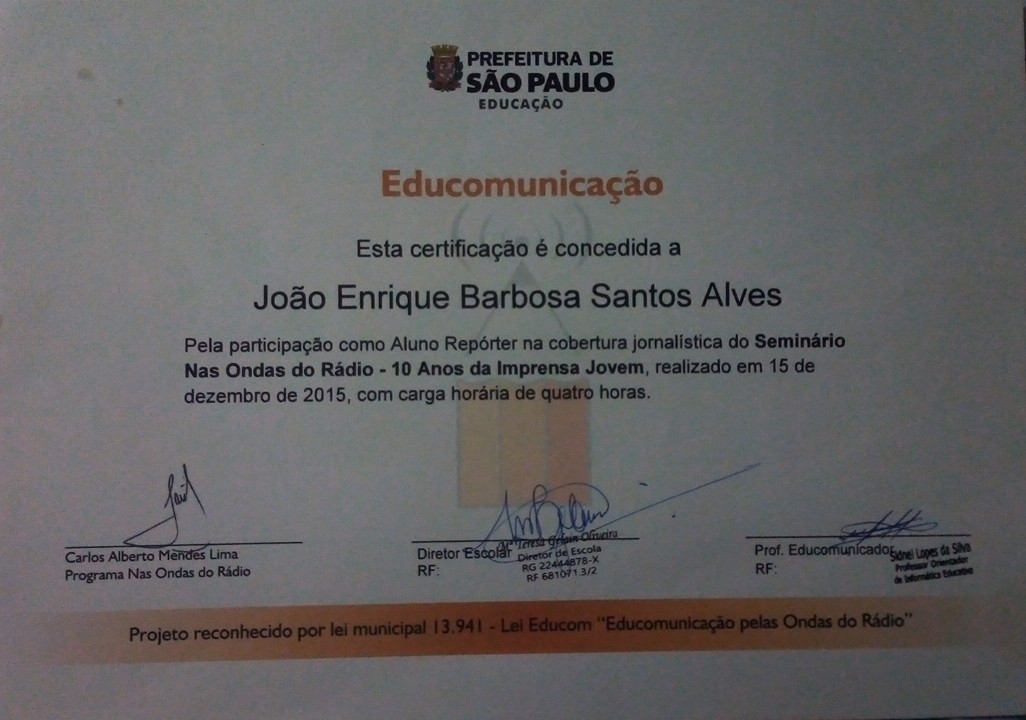 PREFEITURA DE
SÃO PAULO
EDUCAÇÃO
Educomunicação
Esta certificação é concedida a
João Enrique Barbosa Santos Alves
Pela participação como Aluno Repórter na cobertura jornalística do Seminário
Nas Ondas do Rádio - 10 Anos da Imprensa Jovem, realizado em 15 de
dezembro de 2015, com carga horária de quatro horas.
Carlos Alberto Mendes Lima
Programa Nas Ondas do Rádio
Diretor Escolar
RF:
Mª Teresa Oliveira
Diretor de Escola
RG 22444878-X
RF 681071.3/2
Prof. Educomunicador
RF:
Sidnei Lopes da Silva
Professor Orientador
de Informática Educativa
Projeto reconhecido por lei municipal 13.941 - Lei Educom "Educomunicação pelas Ondas do Rádio"